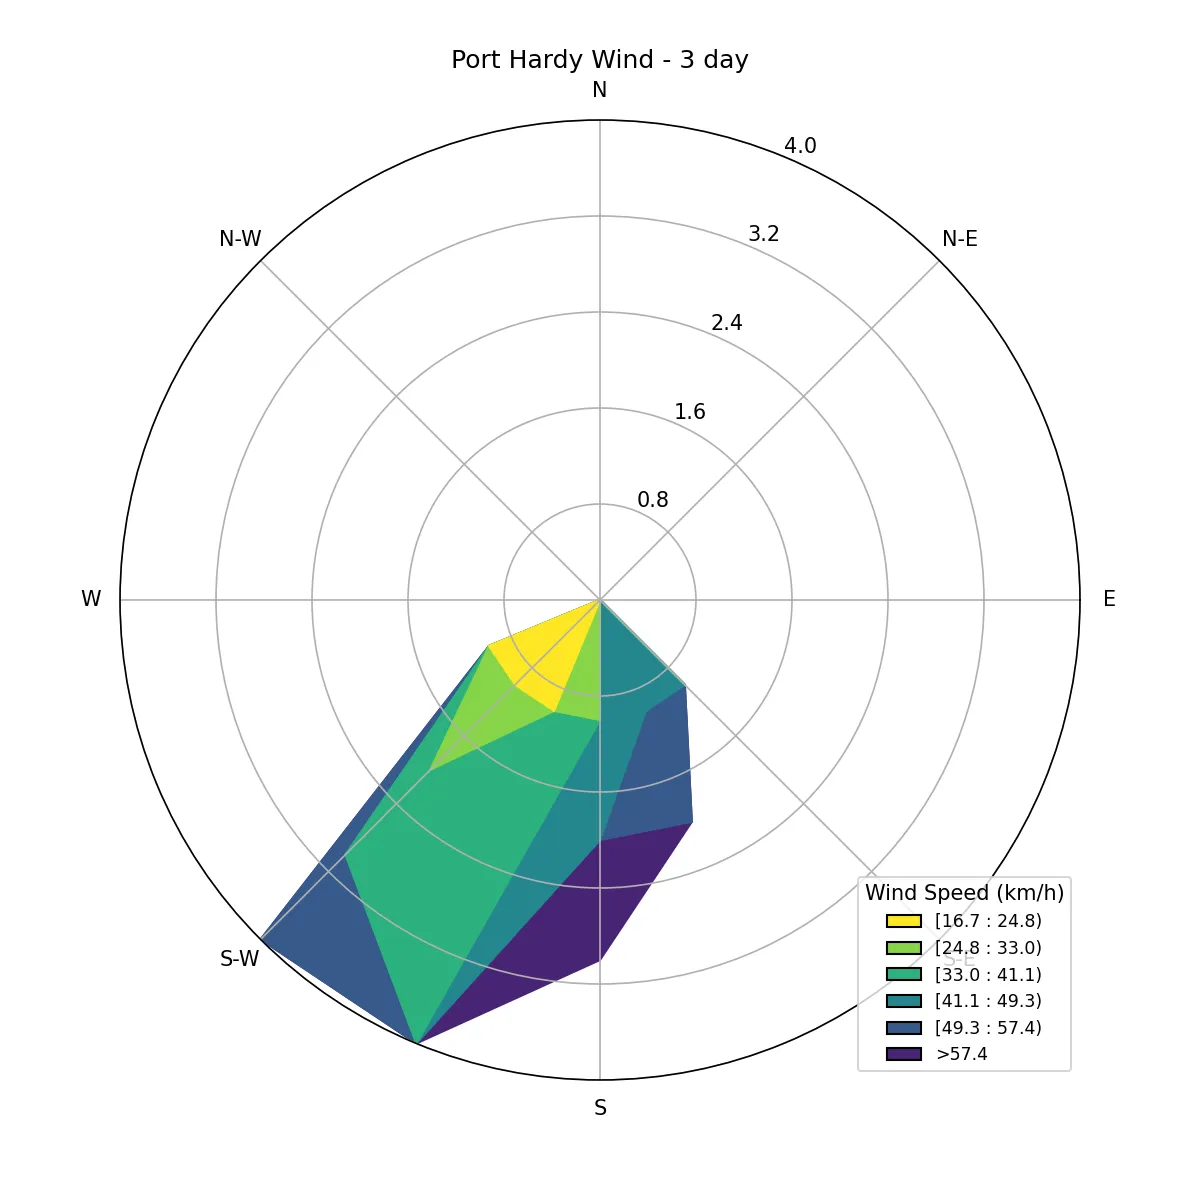 Port Hardy Wind - 3 day
N
4.0
N-W
3.2
N-E
2.4
1.6
0.8
W
E
S-W
S-E
Wind Speed (km/h)
[16.7 : 24.8)
[24.8 : 33.0)
[33.0 : 41.1)
[41.1 : 49.3)
[49.3 : 57.4)
>57.4
S